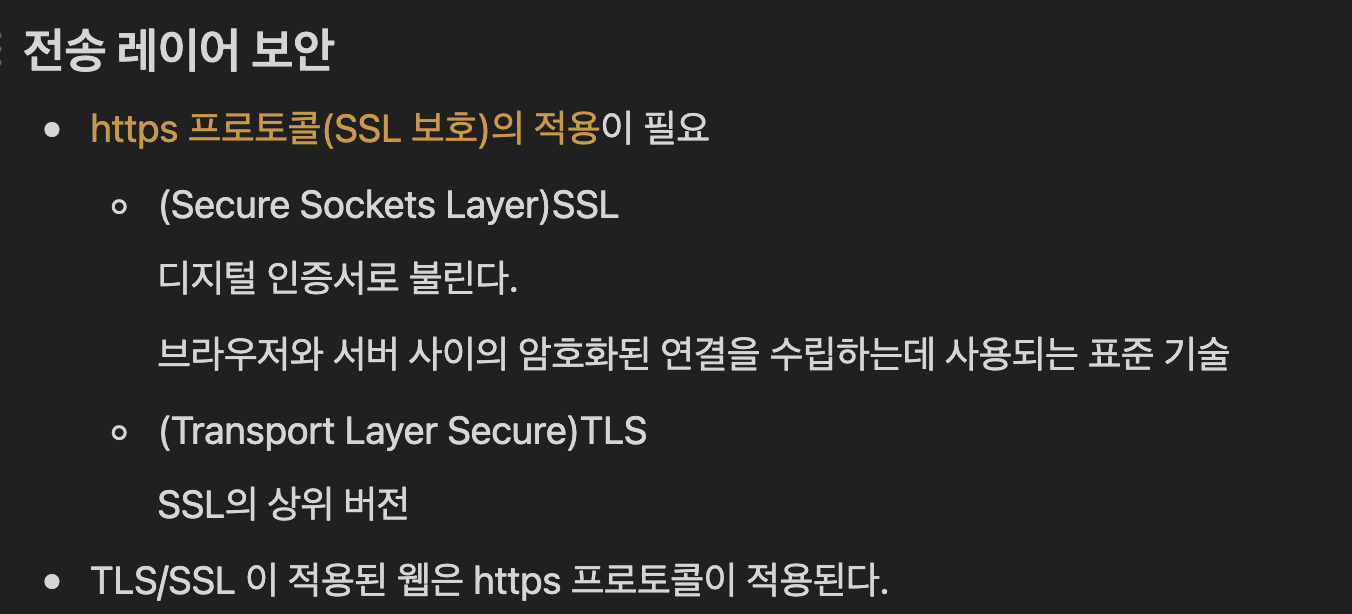 전송 레이어 보안
https 프로토콜(SSL 보호)의 적용이 필요
(Secure Sockets Layer)SSL
디지털 인증서로 불린다.
브라우저와 서버 사이의 암호화된 연결을 수립하는데 사용되는 표준 기술
(Transport Layer Secure)TLS
SSL의 상위 버전
TLS/SSL 이 적용된 웹은 https 프로토콜이 적용된다.